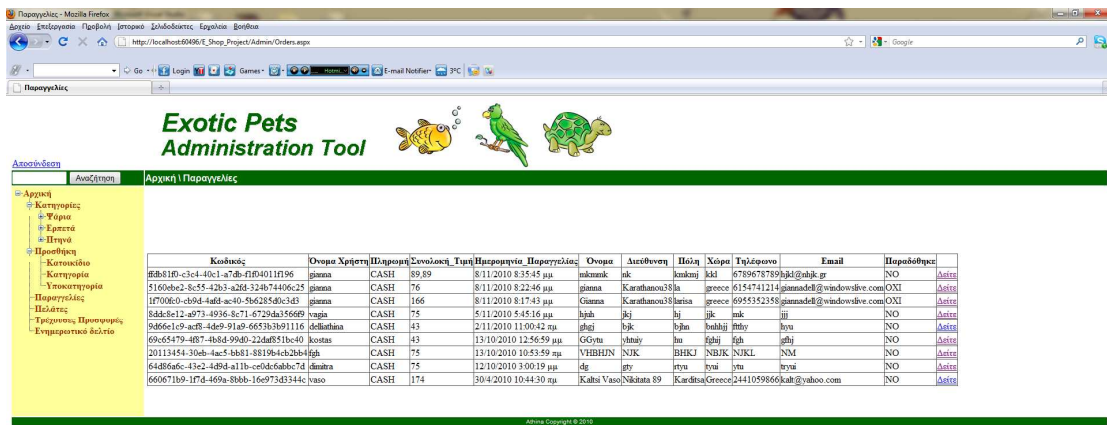 Παραγγελίες - Mozilla Firefox
Αρχείο Επεξεργασία Προβολή Ιστορικό Σελιδοδείκτες Εργαλεία Βοήθεια
http://localhost:60496/E_Shop_Project/Admin/Orders.aspx
Google
Go Login Games E-mail Notifier 3°C
Παραγγελίες
Exotic Pets
Administration Tool
Αποσύνδεση
Αναζήτηση
Αρχική \ Παραγγελίες
Αρχική
Κατηγορίες
Ψάρια
Ερπετά
Πτηνά
Προσθήκη
Κατοικίδιο
Κατηγορία
Υποκατηγορία
Παραγγελίες
Πελάτες
Τρέχουσες Προσφορές
Ενημερωτικό δελτίο
Κωδικός Όνομα Χρήστη Πληρωμή Συνολική_Τιμή Ημερομηνία_Παραγγελίας Όνομα Διεύθυνση Πόλη Χώρα Τηλέφωνο Email Παραδόθηκε
ffdb81f0-c3c4-40c1-a7db-f1f04011f196 gianna CASH 89,89 8/11/2010 8:35:45 μμ mkmmk nk kmkmj kkl 6789678789 hjkl@nhjk.gr NO Δείτε
5160ebe2-8c55-42b3-a2fd-324b74406c25 gianna CASH 76 8/11/2010 8:22:46 μμ gianna Karathanou38 la greece 6154741214 giannadell@windowslive.com OXI Δείτε
1f700fc0-cb9d-4afd-ac40-5b6285d0c3d3 gianna CASH 166 8/11/2010 8:17:43 μμ Gianna Karathanou38 larisa greece 6955352358 giannadell@windowslive.com OXI Δείτε
8ddc8e12-a973-4936-8c71-6729da3566f9 vagia CASH 75 5/11/2010 5:45:16 μμ hjuh jkj hj jjk mk jjj NO Δείτε
9d66e1c9-acf8-4de9-91a9-6653b3b91116 delliathina CASH 43 2/11/2010 11:00:42 πμ ghgj bjk bjhn bnhhjj ftthy hyu NO Δείτε
69c65479-4f87-4b8d-99d0-22daf851bc40 kostas CASH 43 13/10/2010 12:56:59 μμ GGytu yhtuiy hu fghij fgh gfhj NO Δείτε
20113454-30eb-4ac5-bb81-8819b4cb2bb4 fgh CASH 75 13/10/2010 10:53:59 πμ VHBHJN NJK BHKJ NBJK NJKL NM NO Δείτε
64d86a6c-43e2-4d9d-a11b-ce0dc6abbc7d dimitra CASH 75 12/10/2010 3:00:19 μμ dg gty rtyu tyui ytu tryui NO Δείτε
660671b9-1f7d-469a-8bbb-16e973d3344c vaso CASH 174 30/4/2010 10:44:30 πμ Kaltsi Vaso Nikitata 89 Karditsa Greece 2441059866 kalt@yahoo.com NO Δείτε
Athina Copyright © 2010